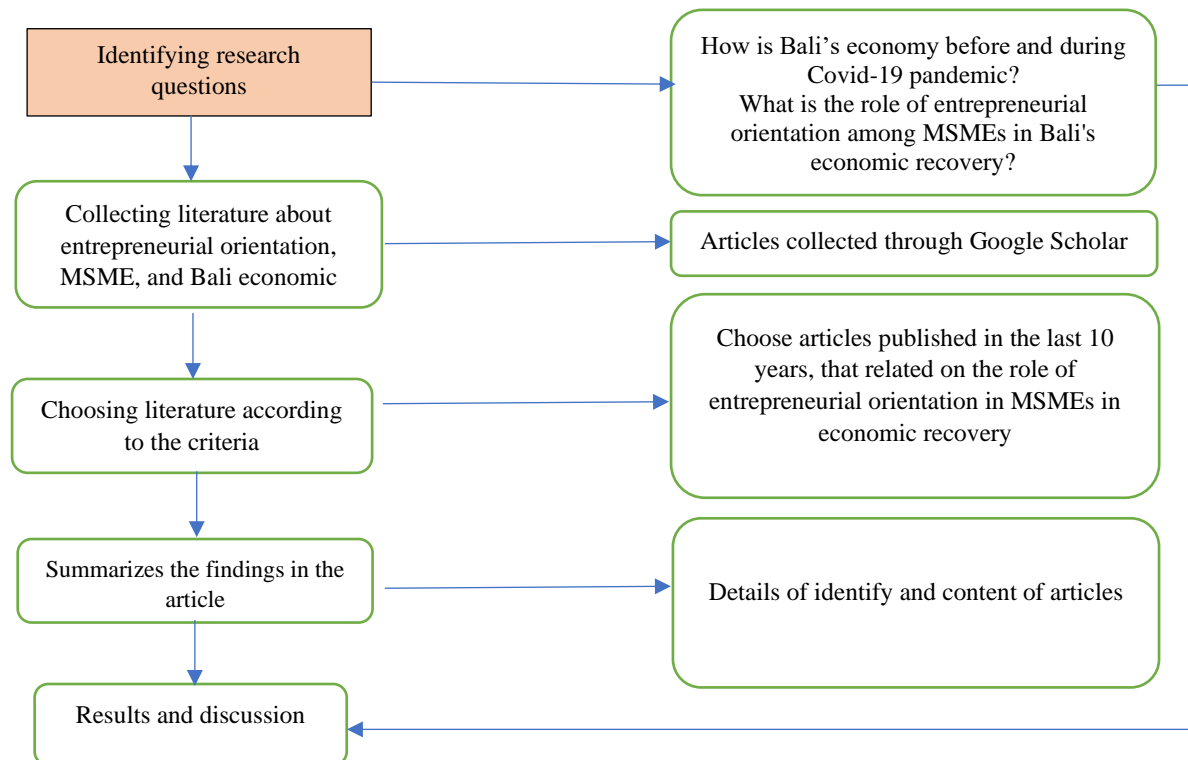 Identifying research
questions
How is Bali’s economy before and during
Covid-19 pandemic?
What is the role of entrepreneurial
orientation among MSMEs in Bali's
economic recovery?
Collecting literature about
entrepreneurial orientation,
MSME, and Bali economic
Articles collected through Google Scholar
Choosing literature according
to the criteria
Choose articles published in the last 10
years, that related on the role of
entrepreneurial orientation in MSMEs in
economic recovery
Summarizes the findings in the
article
Details of identify and content of articles
Results and discussion